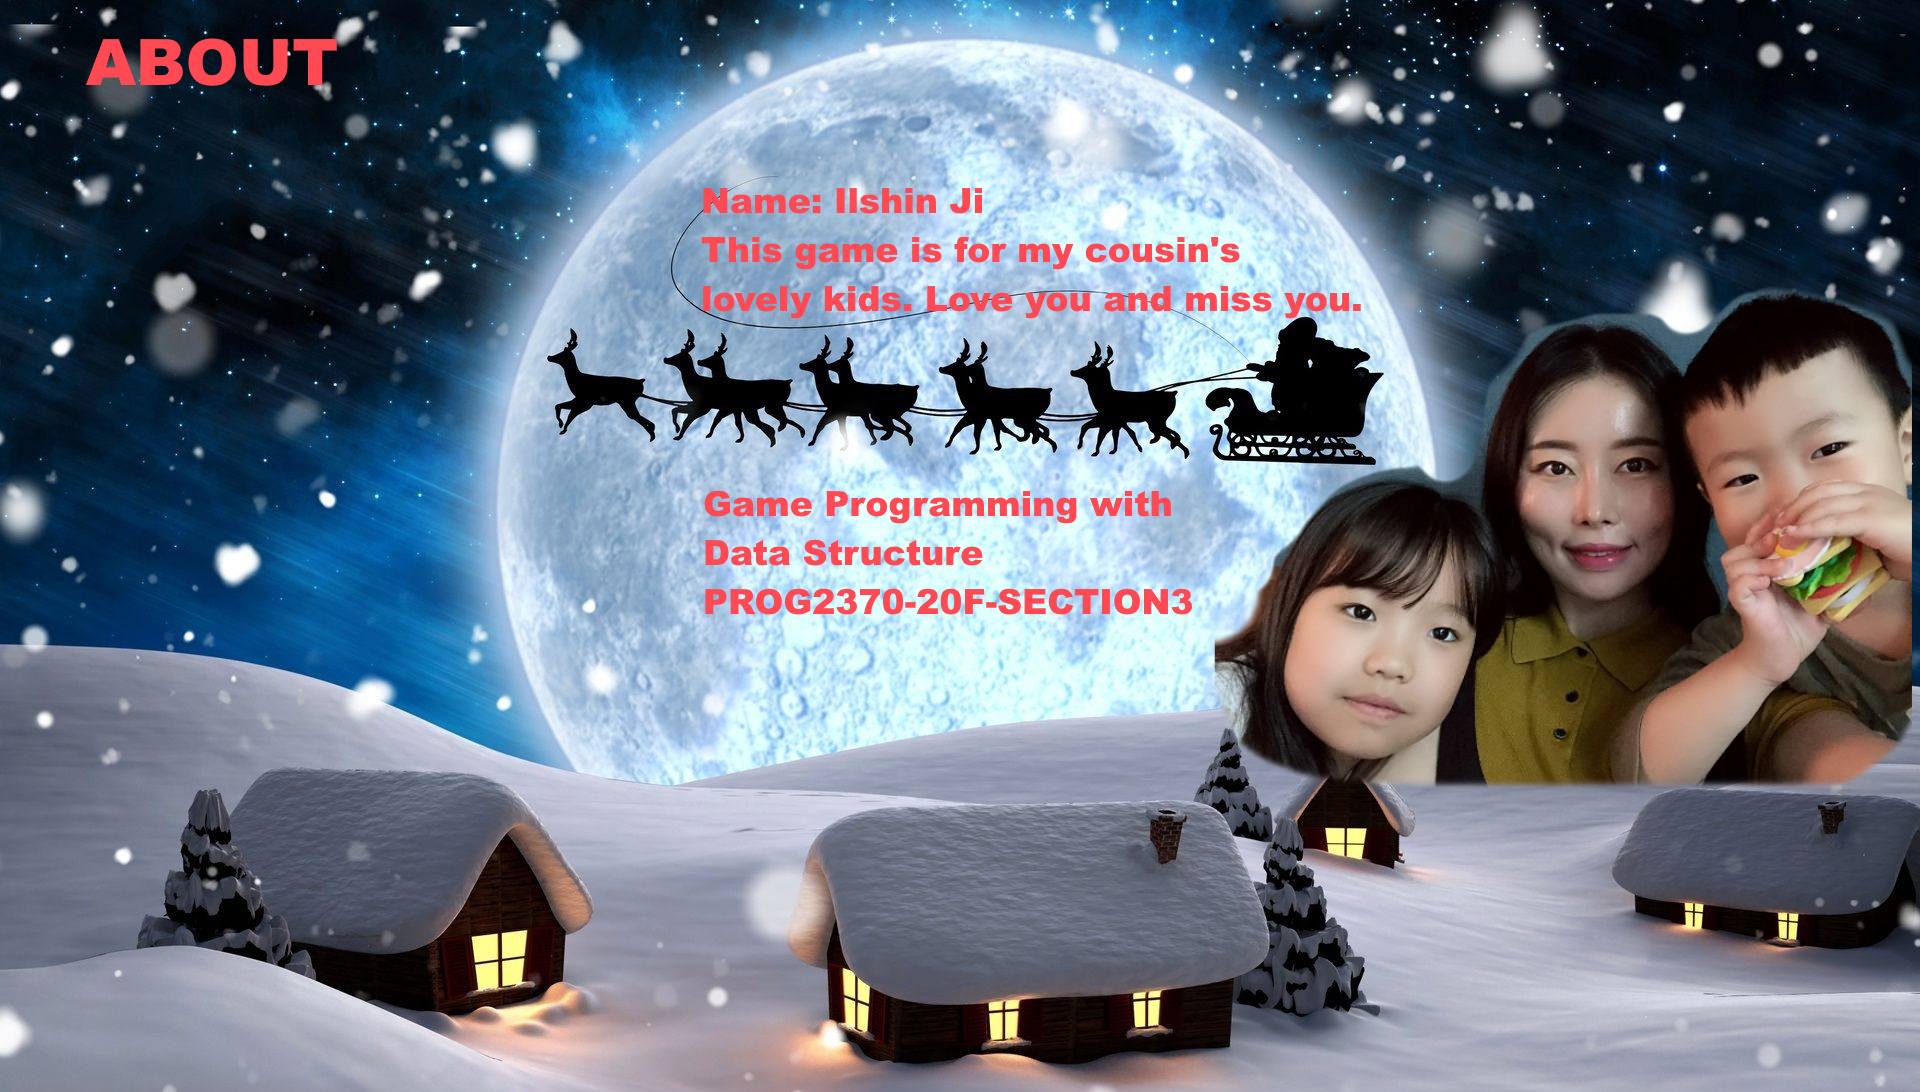 ABOUT
Name: Ilshin Ji
This game is for my cousin's
lovely kids. Love you and miss you.
Game Programming with
Data Structure
PROG2370-20F-SECTION3